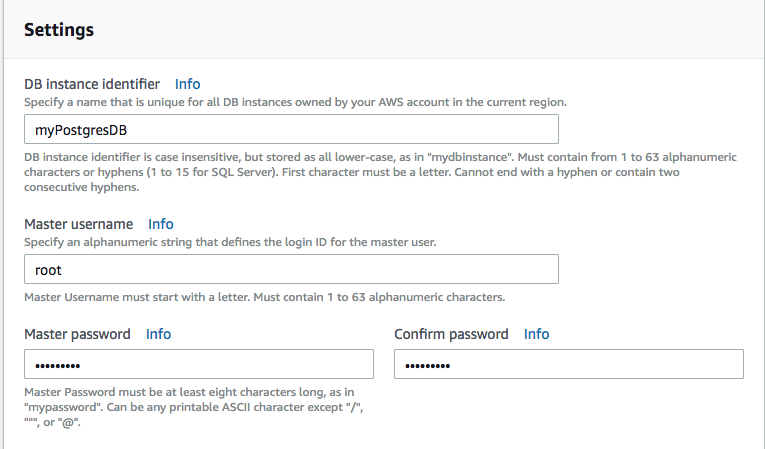 Settings
DB instance identifier Info
Specify a name that is unique for all DB instances owned by your AWS account in the current region.
myPostgresDB
DB instance identifier is case insensitive, but stored as all lower-case, as in "mydbinstance". Must contain from 1 to 63 alphanumeric
characters or hyphens (1 to 15 for SQL Server). First character must be a letter. Cannot end with a hyphen or contain two
consecutive hyphens.
Master username Info
Specify an alphanumeric string that defines the login ID for the master user.
root
Master Username must start with a letter. Must contain 1 to 63 alphanumeric characters.
Master password Info Confirm password Info
••••••••• •••••••••
Master Password must be at least eight characters long, as in
"mypassword". Can be any printable ASCII character except "/",
""", or "@".